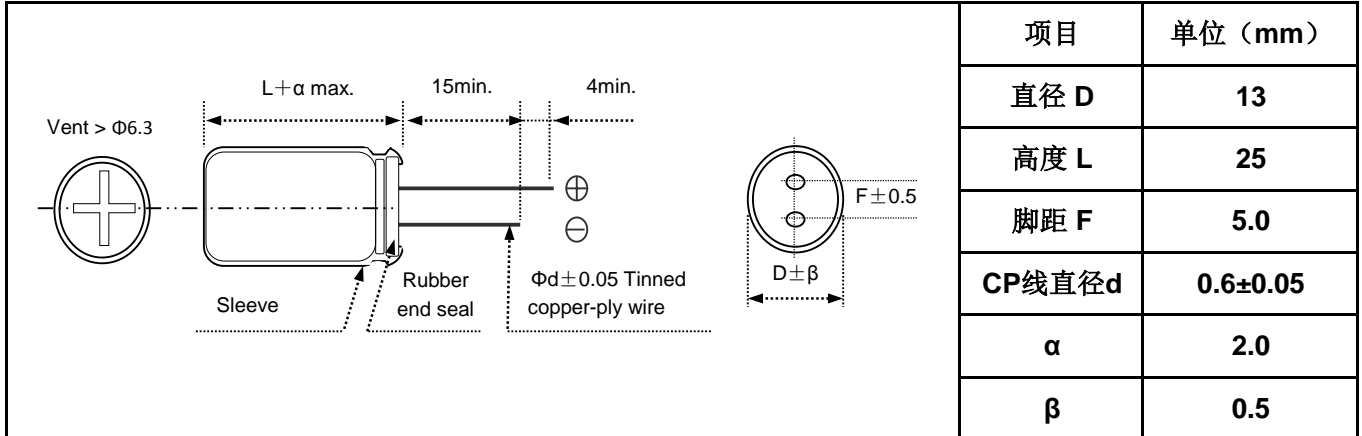 L＋α max.
15min.
4min.
Vent > Φ6.3
⊕
⊖
F±0.5
D±β
Sleeve
Rubber
end seal
Φd±0.05 Tinned
copper-ply wire
项目 单位（mm）
直径 D 13
高度 L 25
脚距 F 5.0
CP线直径d 0.6±0.05
α 2.0
β 0.5